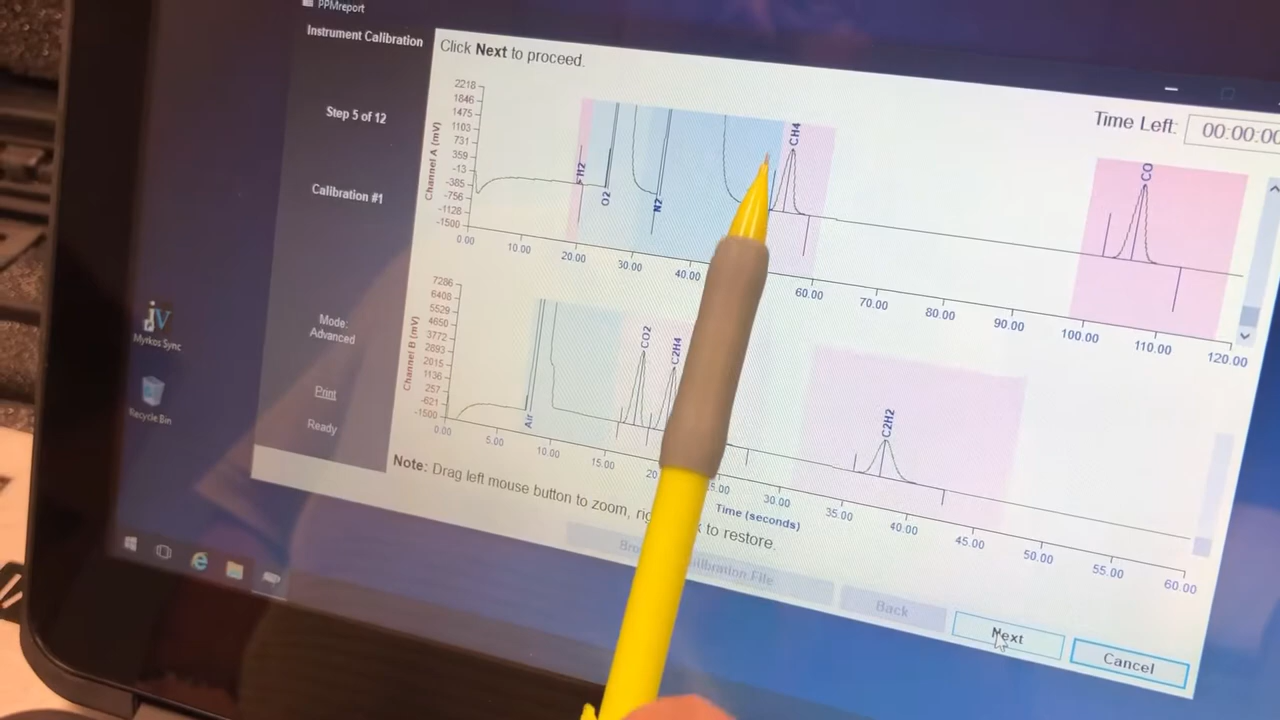 PPMreport
Instrument Calibration
Step 5 of 12
Calibration #1
Mode:
Advanced
Print
Ready
Click Next to proceed.
Time Left:
00:00:00
Channel A (mV)
2218
1846
1475
1103
731
359
-13
-385
-756
-1128
-1500
H2
O2
N2
CH4
CO
0.00 10.00 20.00 30.00 40.00 60.00 70.00 80.00 90.00 100.00 110.00 120.00
Channel B (mV)
7286
6408
5529
4650
3772
2893
2015
1136
257
-621
-1500
Air
CO2
C2H4
C2H2
0.00 5.00 10.00 15.00 30.00 35.00 40.00 45.00 50.00 55.00 60.00
Time (seconds)
Note: Drag left mouse button to zoom, to restore.
File
Back
Next
Cancel
Myrkos Sync
Recycle Bin